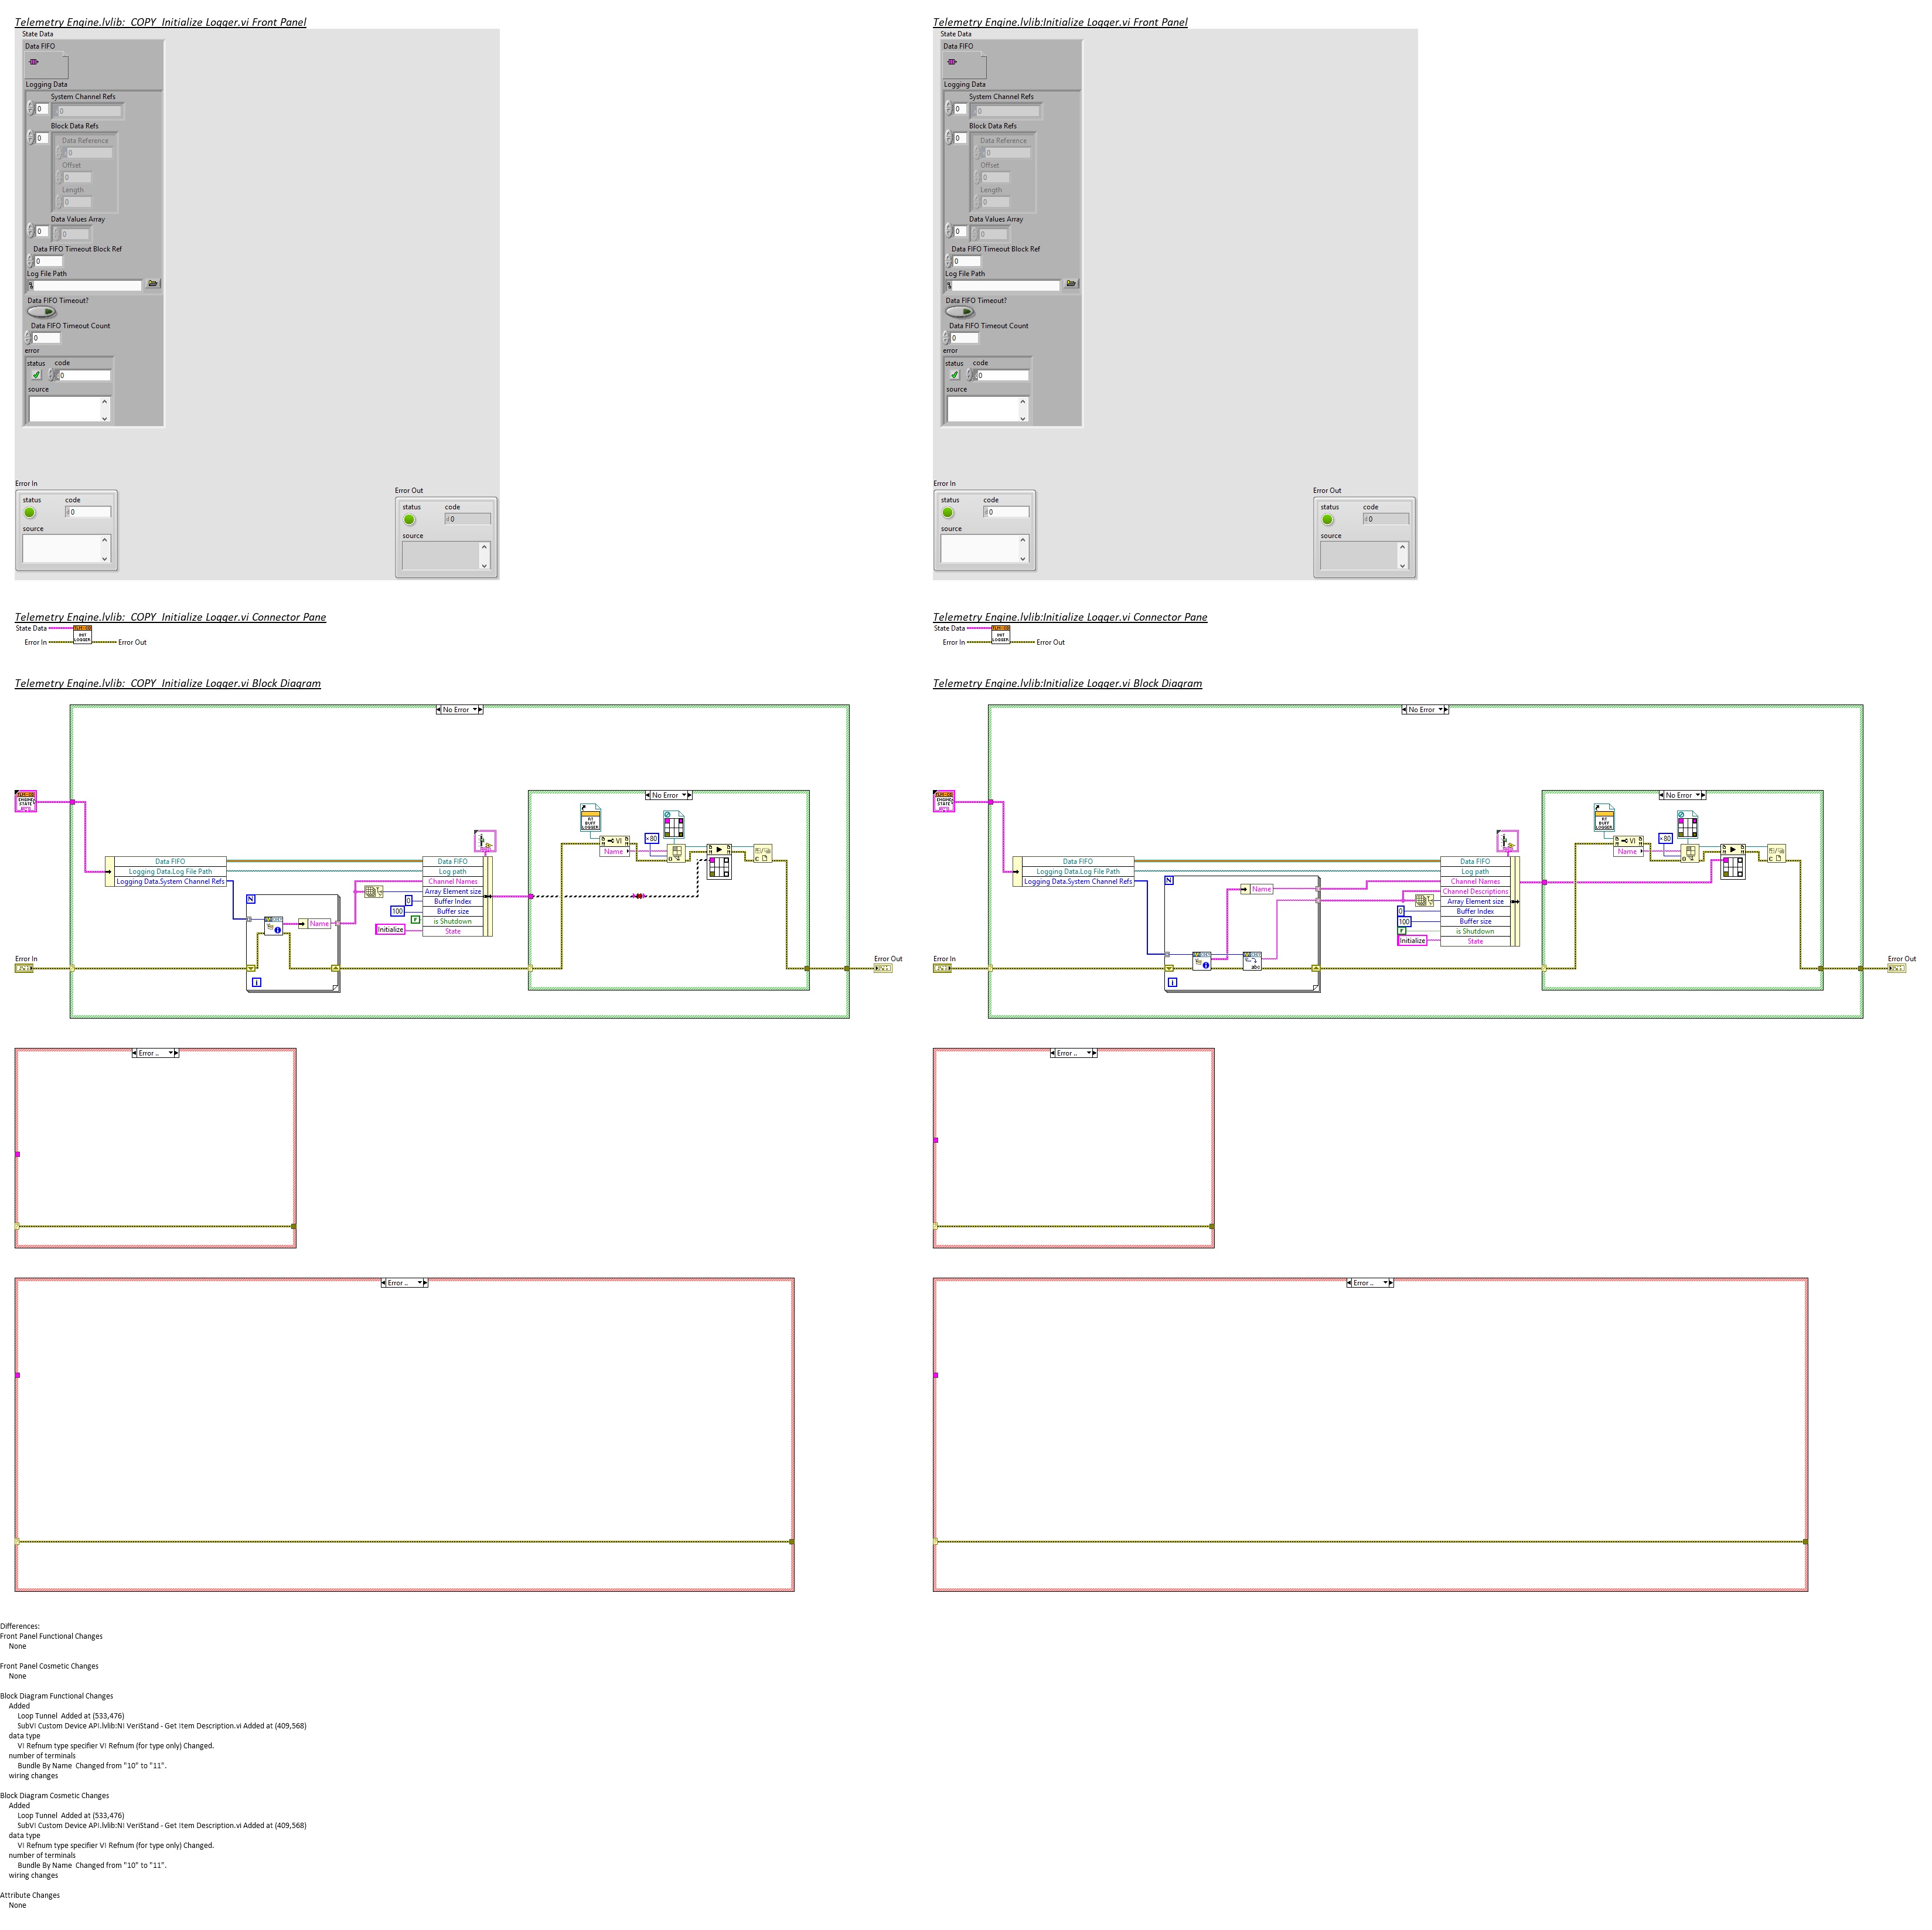 Telemetry Engine.lvlib:  COPY  Initialize Logger.vi Front Panel
State Data
Data FIFO
Logging Data
System Channel Refs
0
0
Block Data Refs
0
Data Reference
0
Offset
0
Length
0
Data Values Array
0
0
Data FIFO Timeout Block Ref
0
Log File Path
Data FIFO Timeout?
Data FIFO Timeout Count
0
error
status code
0
source
Error In
status code
0
source
Error Out
status code
0
source
Telemetry Engine.lvlib:Initialize Logger.vi Front Panel
State Data
Data FIFO
Logging Data
System Channel Refs
0
0
Block Data Refs
0
Data Reference
0
Offset
0
Length
0
Data Values Array
0
0
Data FIFO Timeout Block Ref
0
Log File Path
Data FIFO Timeout?
Data FIFO Timeout Count
0
error
status code
0
source
Error In
status code
0
source
Error Out
status code
0
source
Telemetry Engine.lvlib:  COPY  Initialize Logger.vi Connector Pane
State Data
Error In
Error Out
INIT
LOGGER
Telemetry Engine.lvlib:Initialize Logger.vi Connector Pane
State Data
Error In
Error Out
INIT
LOGGER
Telemetry Engine.lvlib:  COPY  Initialize Logger.vi Block Diagram
No Error
ENGINE
STATE
No Error
RT
BUFF
LOGGER
VI
Name
x80
Data FIFO
Logging Data.Log File Path
Logging Data.System Channel Refs
Data FIFO
Log path
Channel Names
Array Element size
Buffer Index
Buffer size
is Shutdown
State
0
100
F
Initialize
N
Name
i
Error In
Error Out
Telemetry Engine.lvlib:Initialize Logger.vi Block Diagram
No Error
ENGINE
STATE
No Error
RT
BUFF
LOGGER
VI
Name
x80
Data FIFO
Logging Data.Log File Path
Logging Data.System Channel Refs
Data FIFO
Log path
Channel Names
Channel Descriptions
Array Element size
Buffer Index
Buffer size
is Shutdown
State
0
100
F
Initialize
N
Name
abc
i
Error In
Error Out
Error ..
Error ..
Error ..
Error ..
Differences:
Front Panel Functional Changes
None
Front Panel Cosmetic Changes
None
Block Diagram Functional Changes
Added
Loop Tunnel  Added at (533,476)
SubVI Custom Device API.lvlib:NI VeriStand - Get Item Description.vi Added at (409,568)
data type
VI Refnum type specifier VI Refnum (for type only) Changed.
number of terminals
Bundle By Name  Changed from "10" to "11".
wiring changes
Block Diagram Cosmetic Changes
Added
Loop Tunnel  Added at (533,476)
SubVI Custom Device API.lvlib:NI VeriStand - Get Item Description.vi Added at (409,568)
data type
VI Refnum type specifier VI Refnum (for type only) Changed.
number of terminals
Bundle By Name  Changed from "10" to "11".
wiring changes
Attribute Changes
None